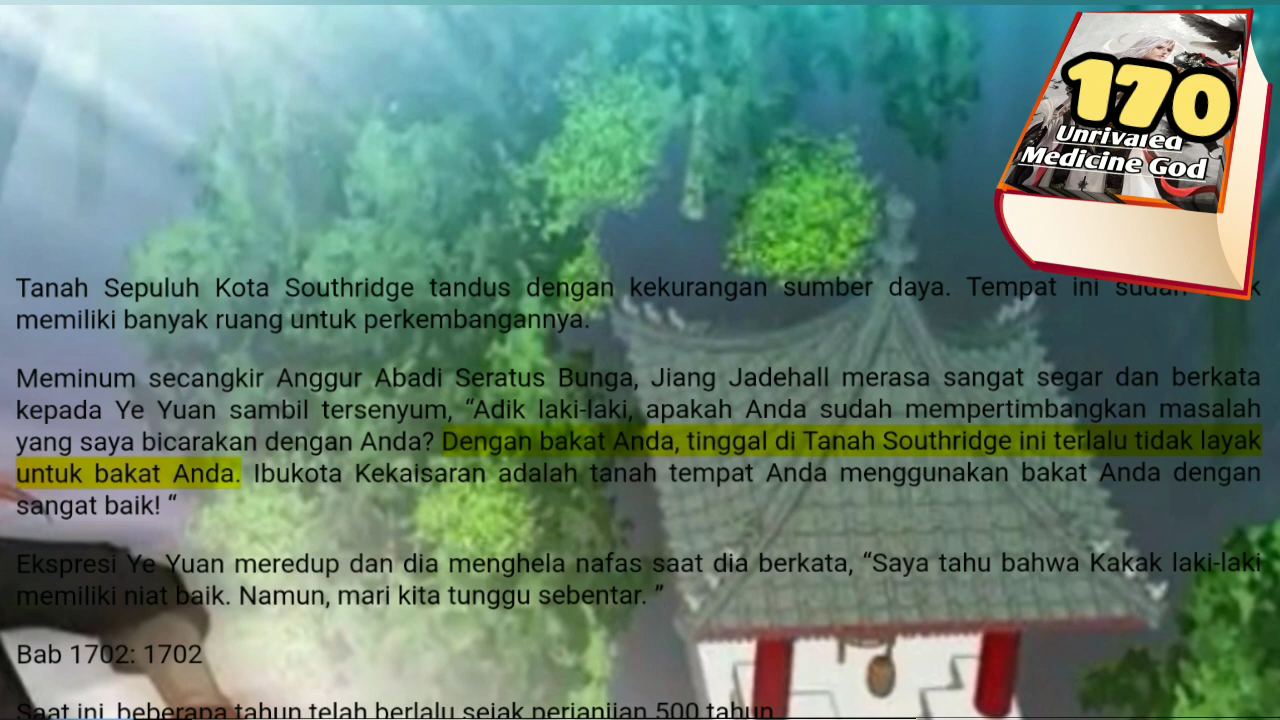 170
Unrivaled
Medicine God
Tanah Sepuluh Kota Southridge tandus dengan kekurangan sumber daya. Tempat ini
memiliki banyak ruang untuk perkembangannya.
Meminum secangkir Anggur Abadi Seratus Bunga, Jiang Jadehall merasa sangat segar dan berkata
kepada Ye Yuan sambil tersenyum, “Adik laki-laki, apakah Anda sudah mempertimbangkan masalah
yang saya bicarakan dengan Anda? Dengan bakat Anda, tinggal di Tanah Southridge ini terlalu tidak layak
untuk bakat Anda. Ibukota Kekaisaran adalah tanah tempat Anda menggunakan bakat Anda dengan
sangat baik! “
Ekspresi Ye Yuan meredup dan dia menghela nafas saat dia berkata, “Saya tahu bahwa Kakak laki-laki
memiliki niat baik. Namun, mari kita tunggu sebentar. ”
Bab 1702: 1702
Saat ini, beberapa tahun telah berlalu sejak perjanjian 500 tahun